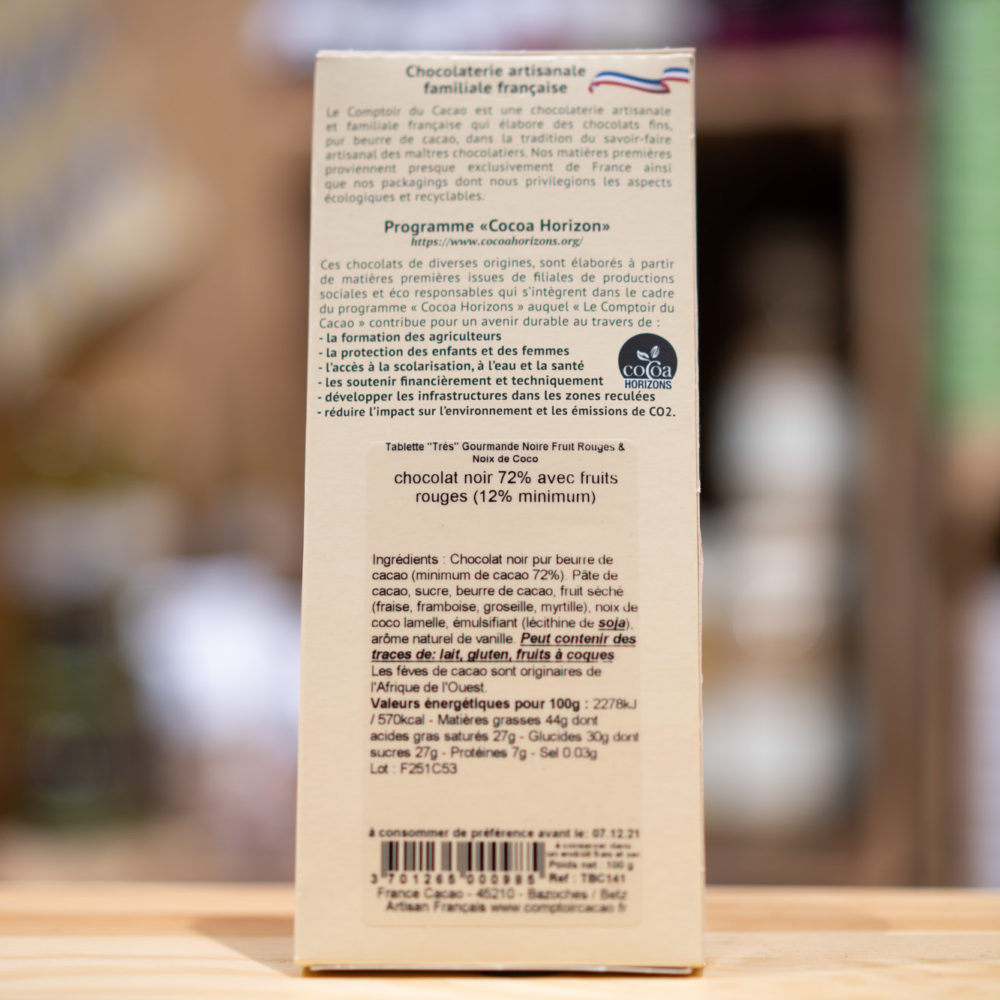 Chocolaterie artisanale
familiale française
Le Comptoir du Cacao est une chocolaterie artisanale
et familiale française qui élabore des chocolats fins,
pur beurre de cacao, dans la tradition du savoir-faire
artisanal des maîtres chocolatiers. Nos matières premières
proviennent presque exclusivement de France ainsi
que nos packagings dont nous privilegions les aspects
écologiques et recyclables.
Programme «Cocoa Horizon»
https://www.cocoahorizons.org/
Ces chocolats de diverses origines, sont élaborés à partir
de matières premières issues de filiales de productions
sociales et éco responsables qui s'intègrent dans le cadre
du programme « Cocoa Horizons » auquel « Le Comptoir du
Cacao » contribue pour un avenir durable au travers de :
- la formation des agriculteurs
- la protection des enfants et des femmes
- l'accès à la scolarisation, à l'eau et la santé
- les soutenir financièrement et techniquement
- développer les infrastructures dans les zones reculées
- réduire l'impact sur l'environnement et les émissions de CO2.
cocoa
HORIZONS
Tablette "Trés" Gourmande Noire Fruit Rouges &
Noix de Coco
chocolat noir 72% avec fruits
rouges (12% minimum)
Ingrédients : Chocolat noir pur beurre de
cacao (minimum de cacao 72%). Pâte de
cacao, sucre, beurre de cacao, fruit séché
(fraise, framboise, groseille, myrtille), noix de
coco lamelle, émulsifiant (lécithine de soja),
arôme naturel de vanille. Peut contenir des
traces de: lait, gluten, fruits à coques
Les fèves de cacao sont originaires de
l'Afrique de l'Ouest.
Valeurs énergétiques pour 100g : 2278kJ
/ 570kcal - Matières grasses 44g dont
acides gras saturés 27g - Glucides 30g dont
sucres 27g - Protéines 7g - Sel 0.03g
Lot : F251C53
à consommer de préférence avant le: 07.12.21
à conserver dans
un endroit frais et sec
Poids net : 100 g
3 701265 000985 Ref : TBC141
France Cacao - 45210 - Bazoches / Betz
Artisan Français www.comptoircacao.fr